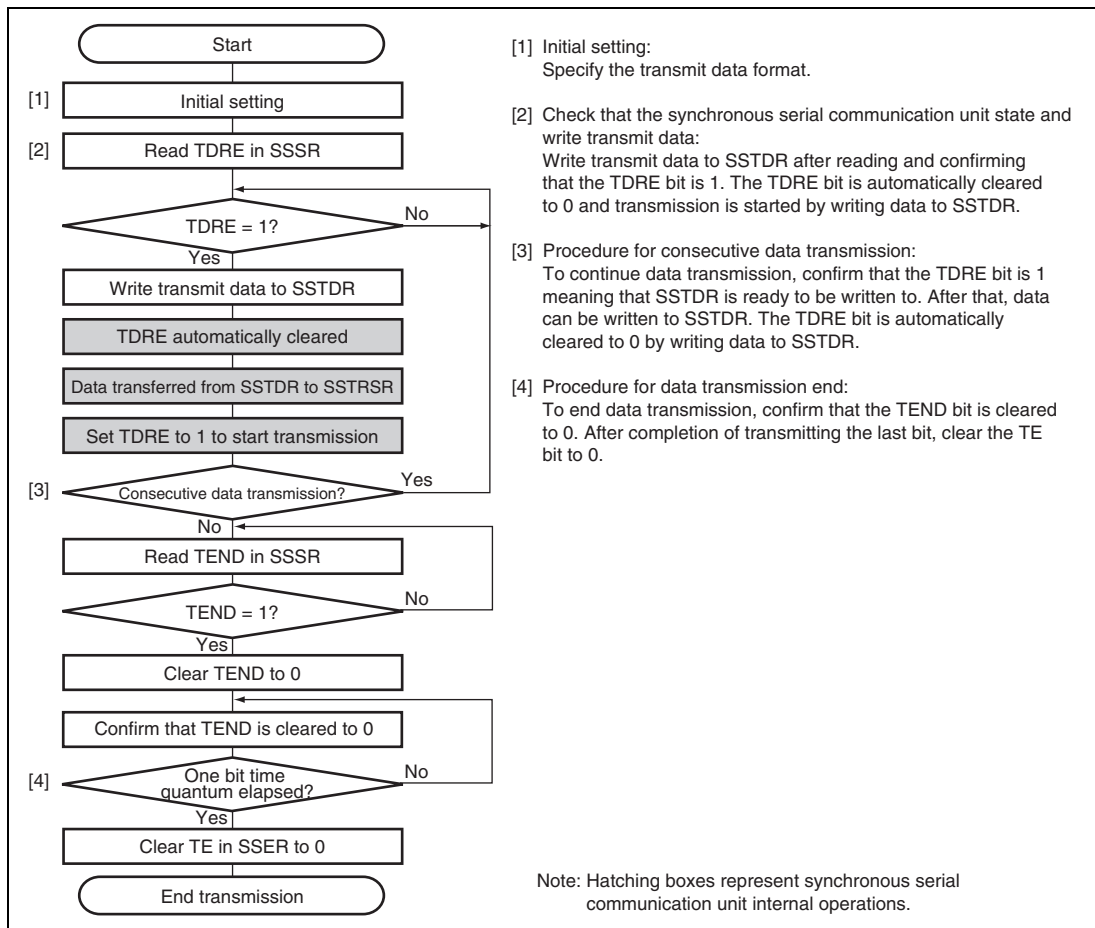 Start
[1] Initial setting
[2] Read TDRE in SSSR
TDRE = 1?
No
Yes
Write transmit data to SSTDR
TDRE automatically cleared
Data transferred from SSTDR to SSTRSR
Set TDRE to 1 to start transmission
[3] Consecutive data transmission?
Yes
No
Read TEND in SSSR
TEND = 1?
No
Yes
Clear TEND to 0
Confirm that TEND is cleared to 0
[4] One bit time
quantum elapsed?
No
Yes
Clear TE in SSER to 0
End transmission
[1] Initial setting:
Specify the transmit data format.
[2] Check that the synchronous serial communication unit state and
write transmit data:
Write transmit data to SSTDR after reading and confirming
that the TDRE bit is 1. The TDRE bit is automatically cleared
to 0 and transmission is started by writing data to SSTDR.
[3] Procedure for consecutive data transmission:
To continue data transmission, confirm that the TDRE bit is 1
meaning that SSTDR is ready to be written to. After that, data
can be written to SSTDR. The TDRE bit is automatically
cleared to 0 by writing data to SSTDR.
[4] Procedure for data transmission end:
To end data transmission, confirm that the TEND bit is cleared
to 0. After completion of transmitting the last bit, clear the TE
bit to 0.
Note: Hatching boxes represent synchronous serial
communication unit internal operations.